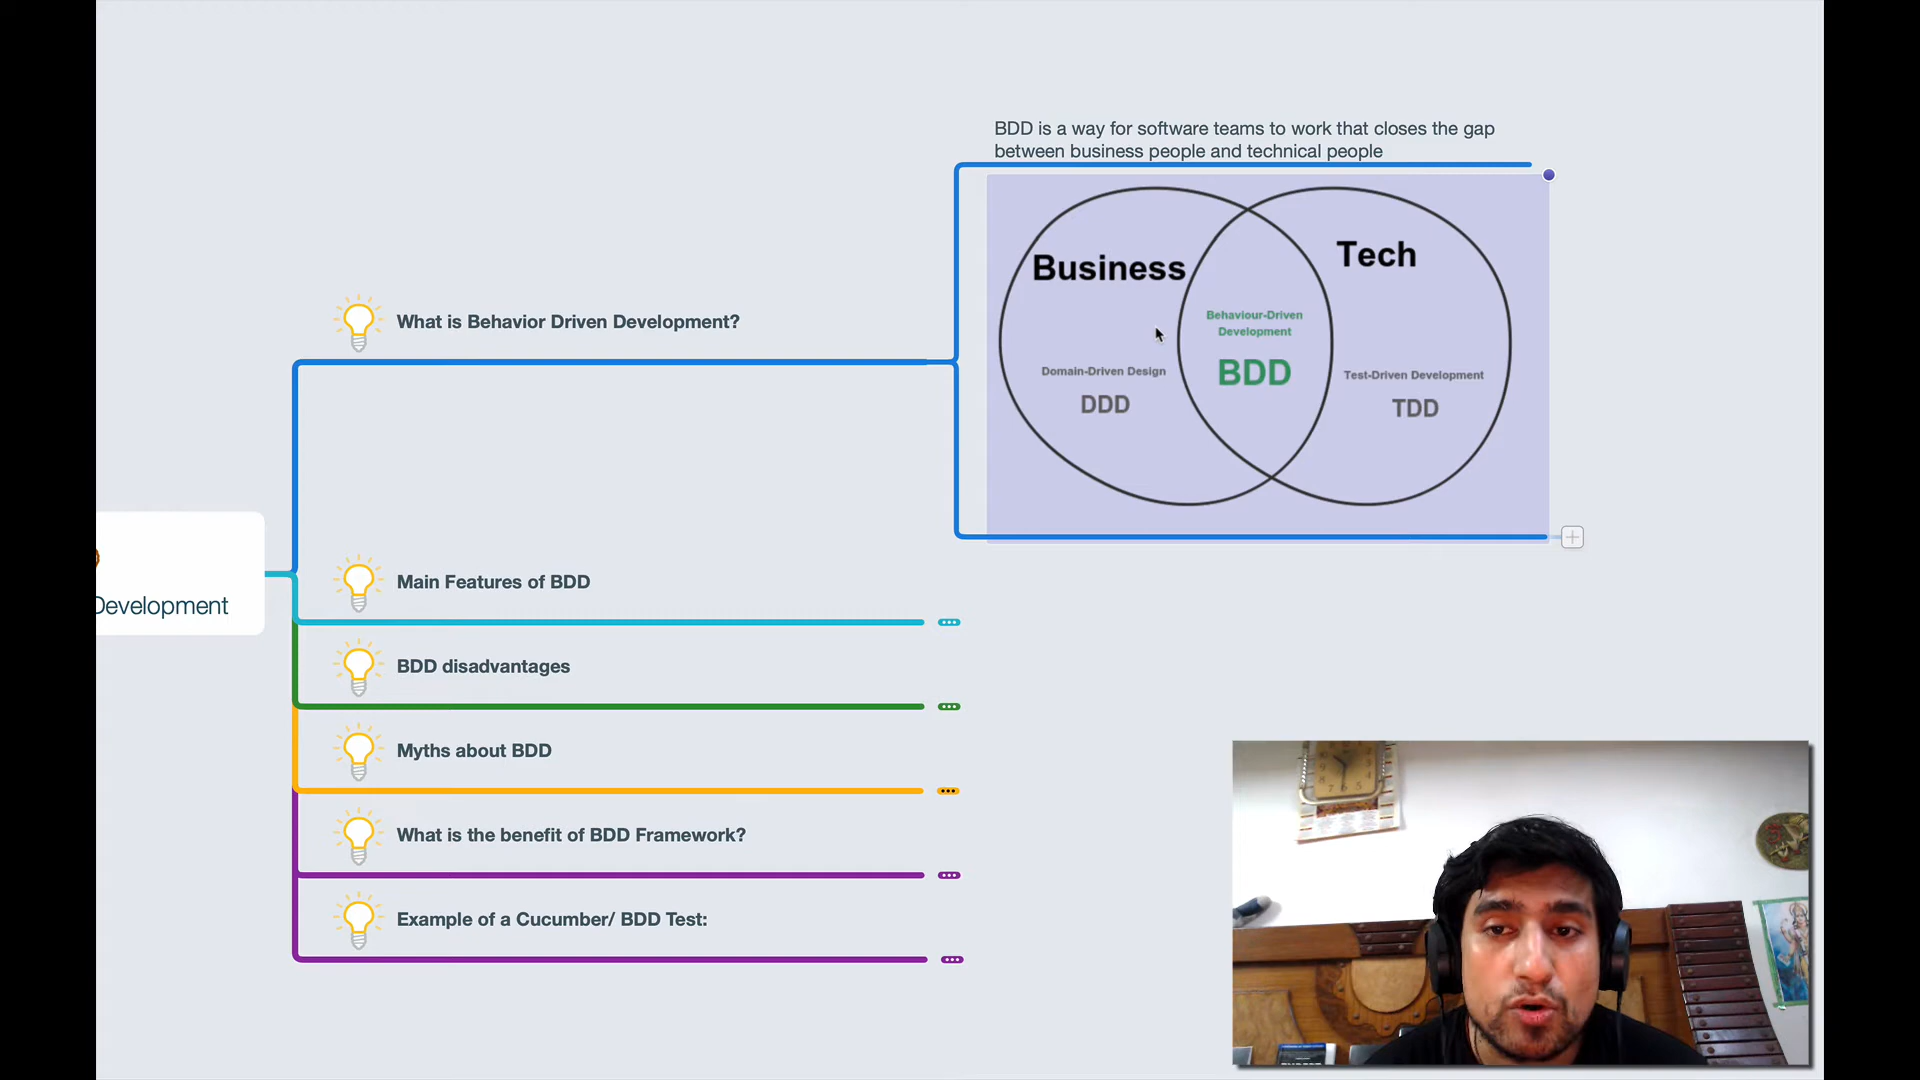 BDD is a way for software teams to work that closes the gap
between business people and technical people
Business
Tech
Behaviour-Driven
Development
BDD
Domain-Driven Design
DDD
Test-Driven Development
TDD
What is Behavior Driven Development?
Development
Main Features of BDD
BDD disadvantages
Myths about BDD
What is the benefit of BDD Framework?
Example of a Cucumber/ BDD Test: